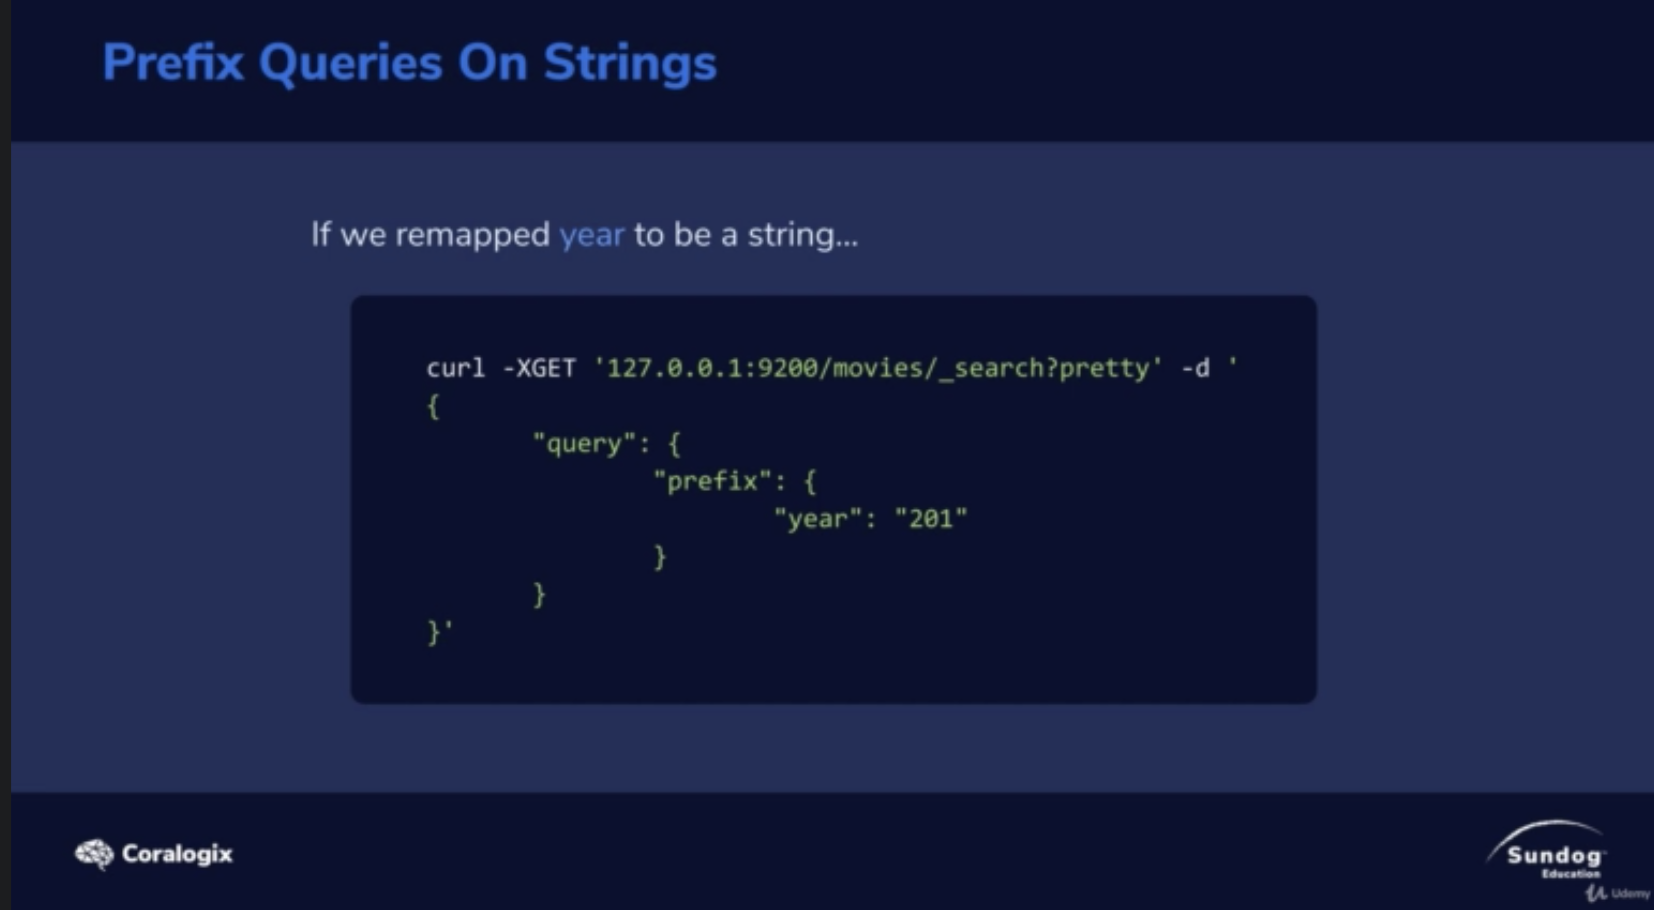 Prefix Queries On Strings
If we remapped year to be a string...
curl -XGET '127.0.0.1:9200/movies/_search?pretty' -d '
{
"query": {
"prefix": {
"year": "201"
}
}
}'
Coralogix
Sundog
Education
Udemy